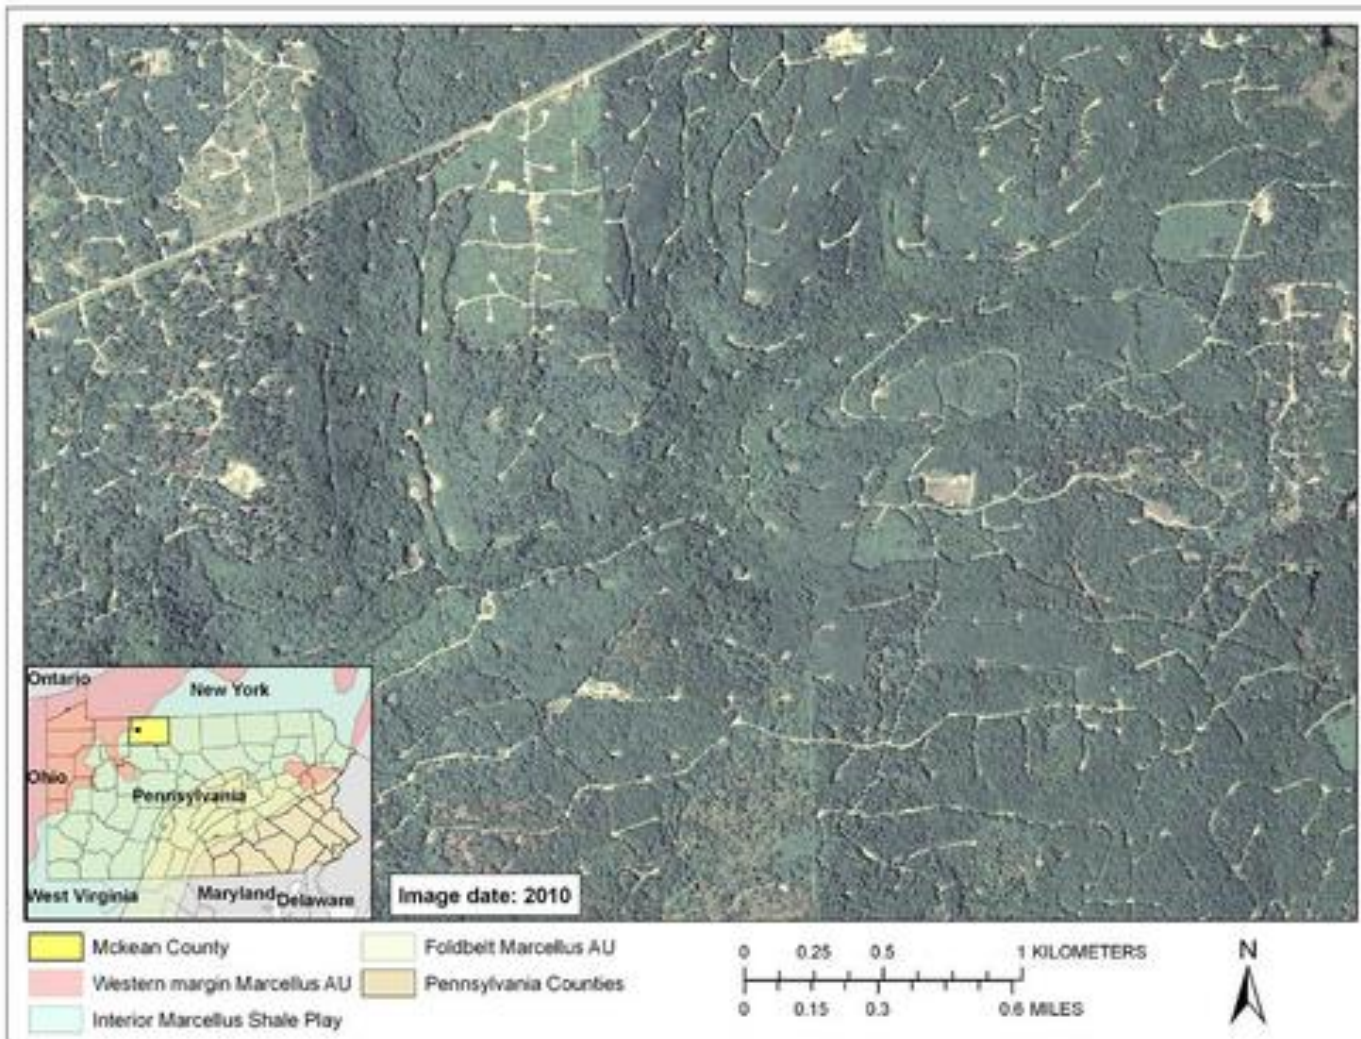 Ontario
New York
Ohio
Pennsylvania
West Virginia
Maryland
Delaware
Image date: 2010
Mckean County
Western margin Marcellus AU
Interior Marcellus Shale Play
Foldbelt Marcellus AU
Pennsylvania Counties
0 0.25 0.5 1 KILOMETERS
0 0.15 0.3 0.6 MILES
N